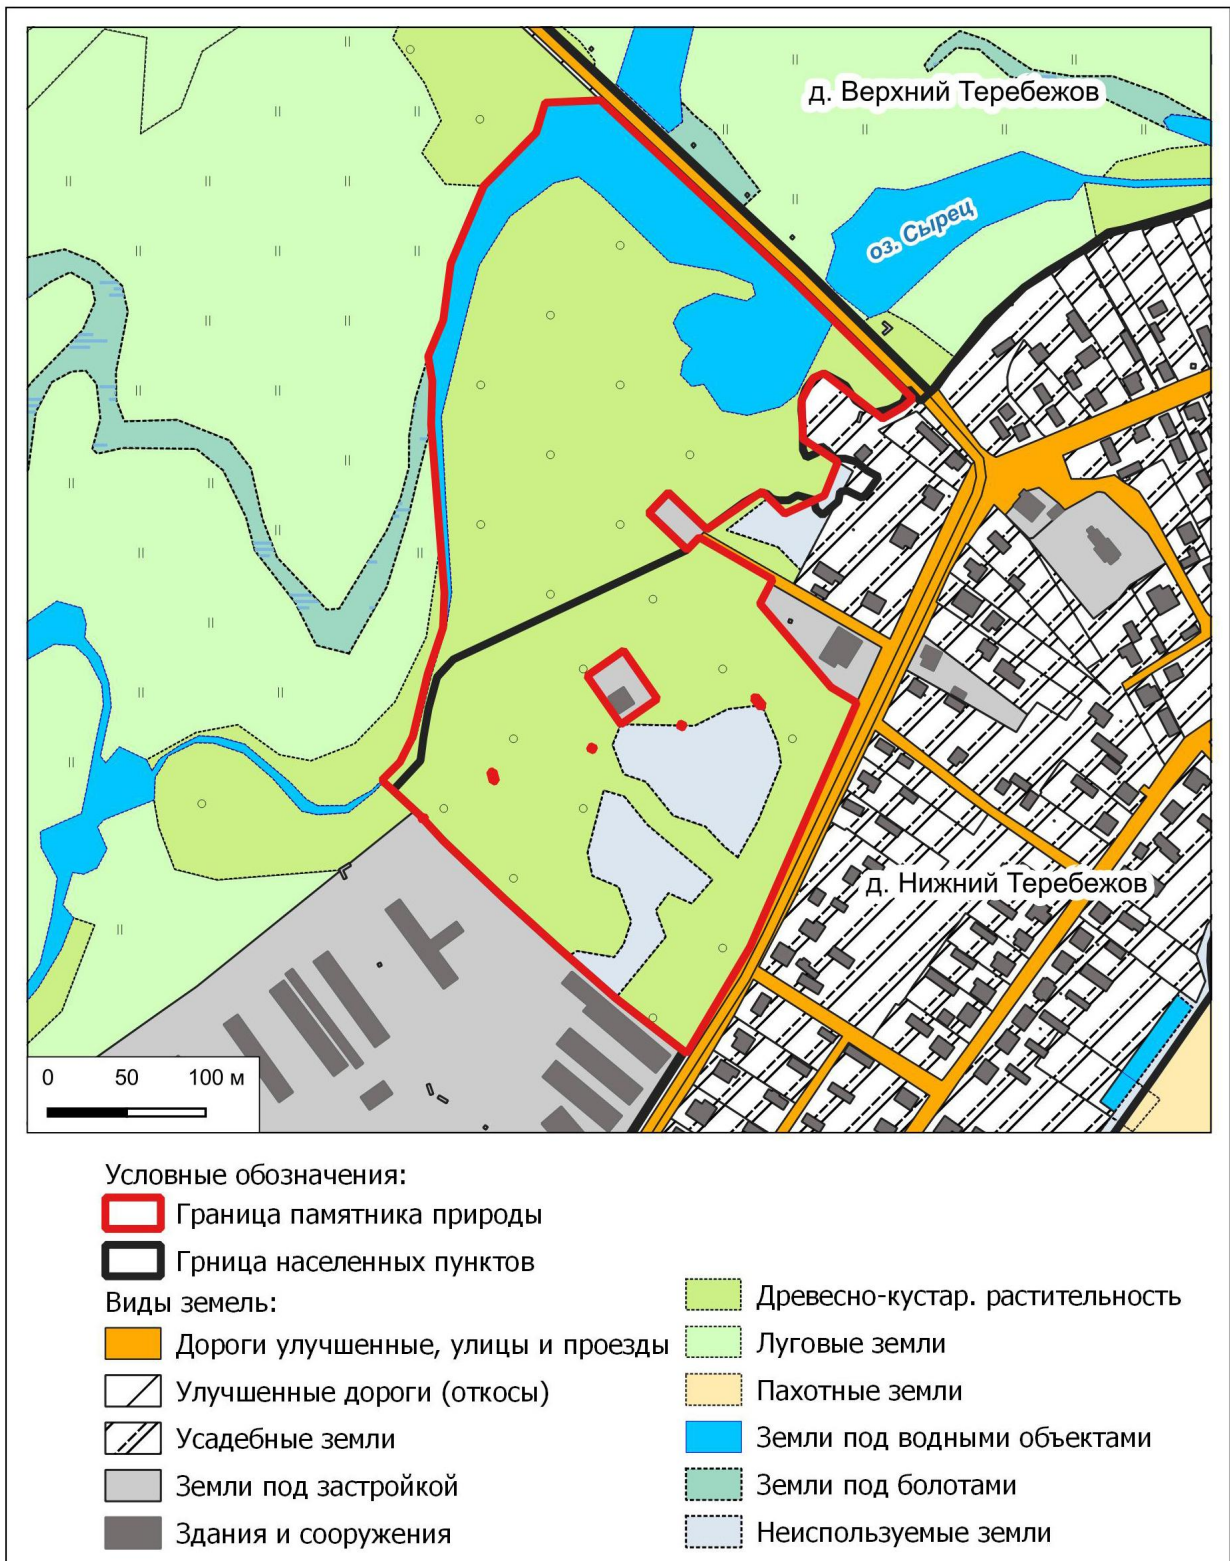 д. Верхний Теребежов
оз. Сырец
д. Нижний Теребежов
0 50 100 м
Условные обозначения:
Граница памятника природы
Грница населенных пунктов
Виды земель:
Дороги улучшенные, улицы и проезды
Улучшенные дороги (откосы)
Усадебные земли
Земли под застройкой
Здания и сооружения
Древесно-кустар. растительность
Луговые земли
Пахотные земли
Земли под водными объектами
Земли под болотами
Неиспользуемые земли